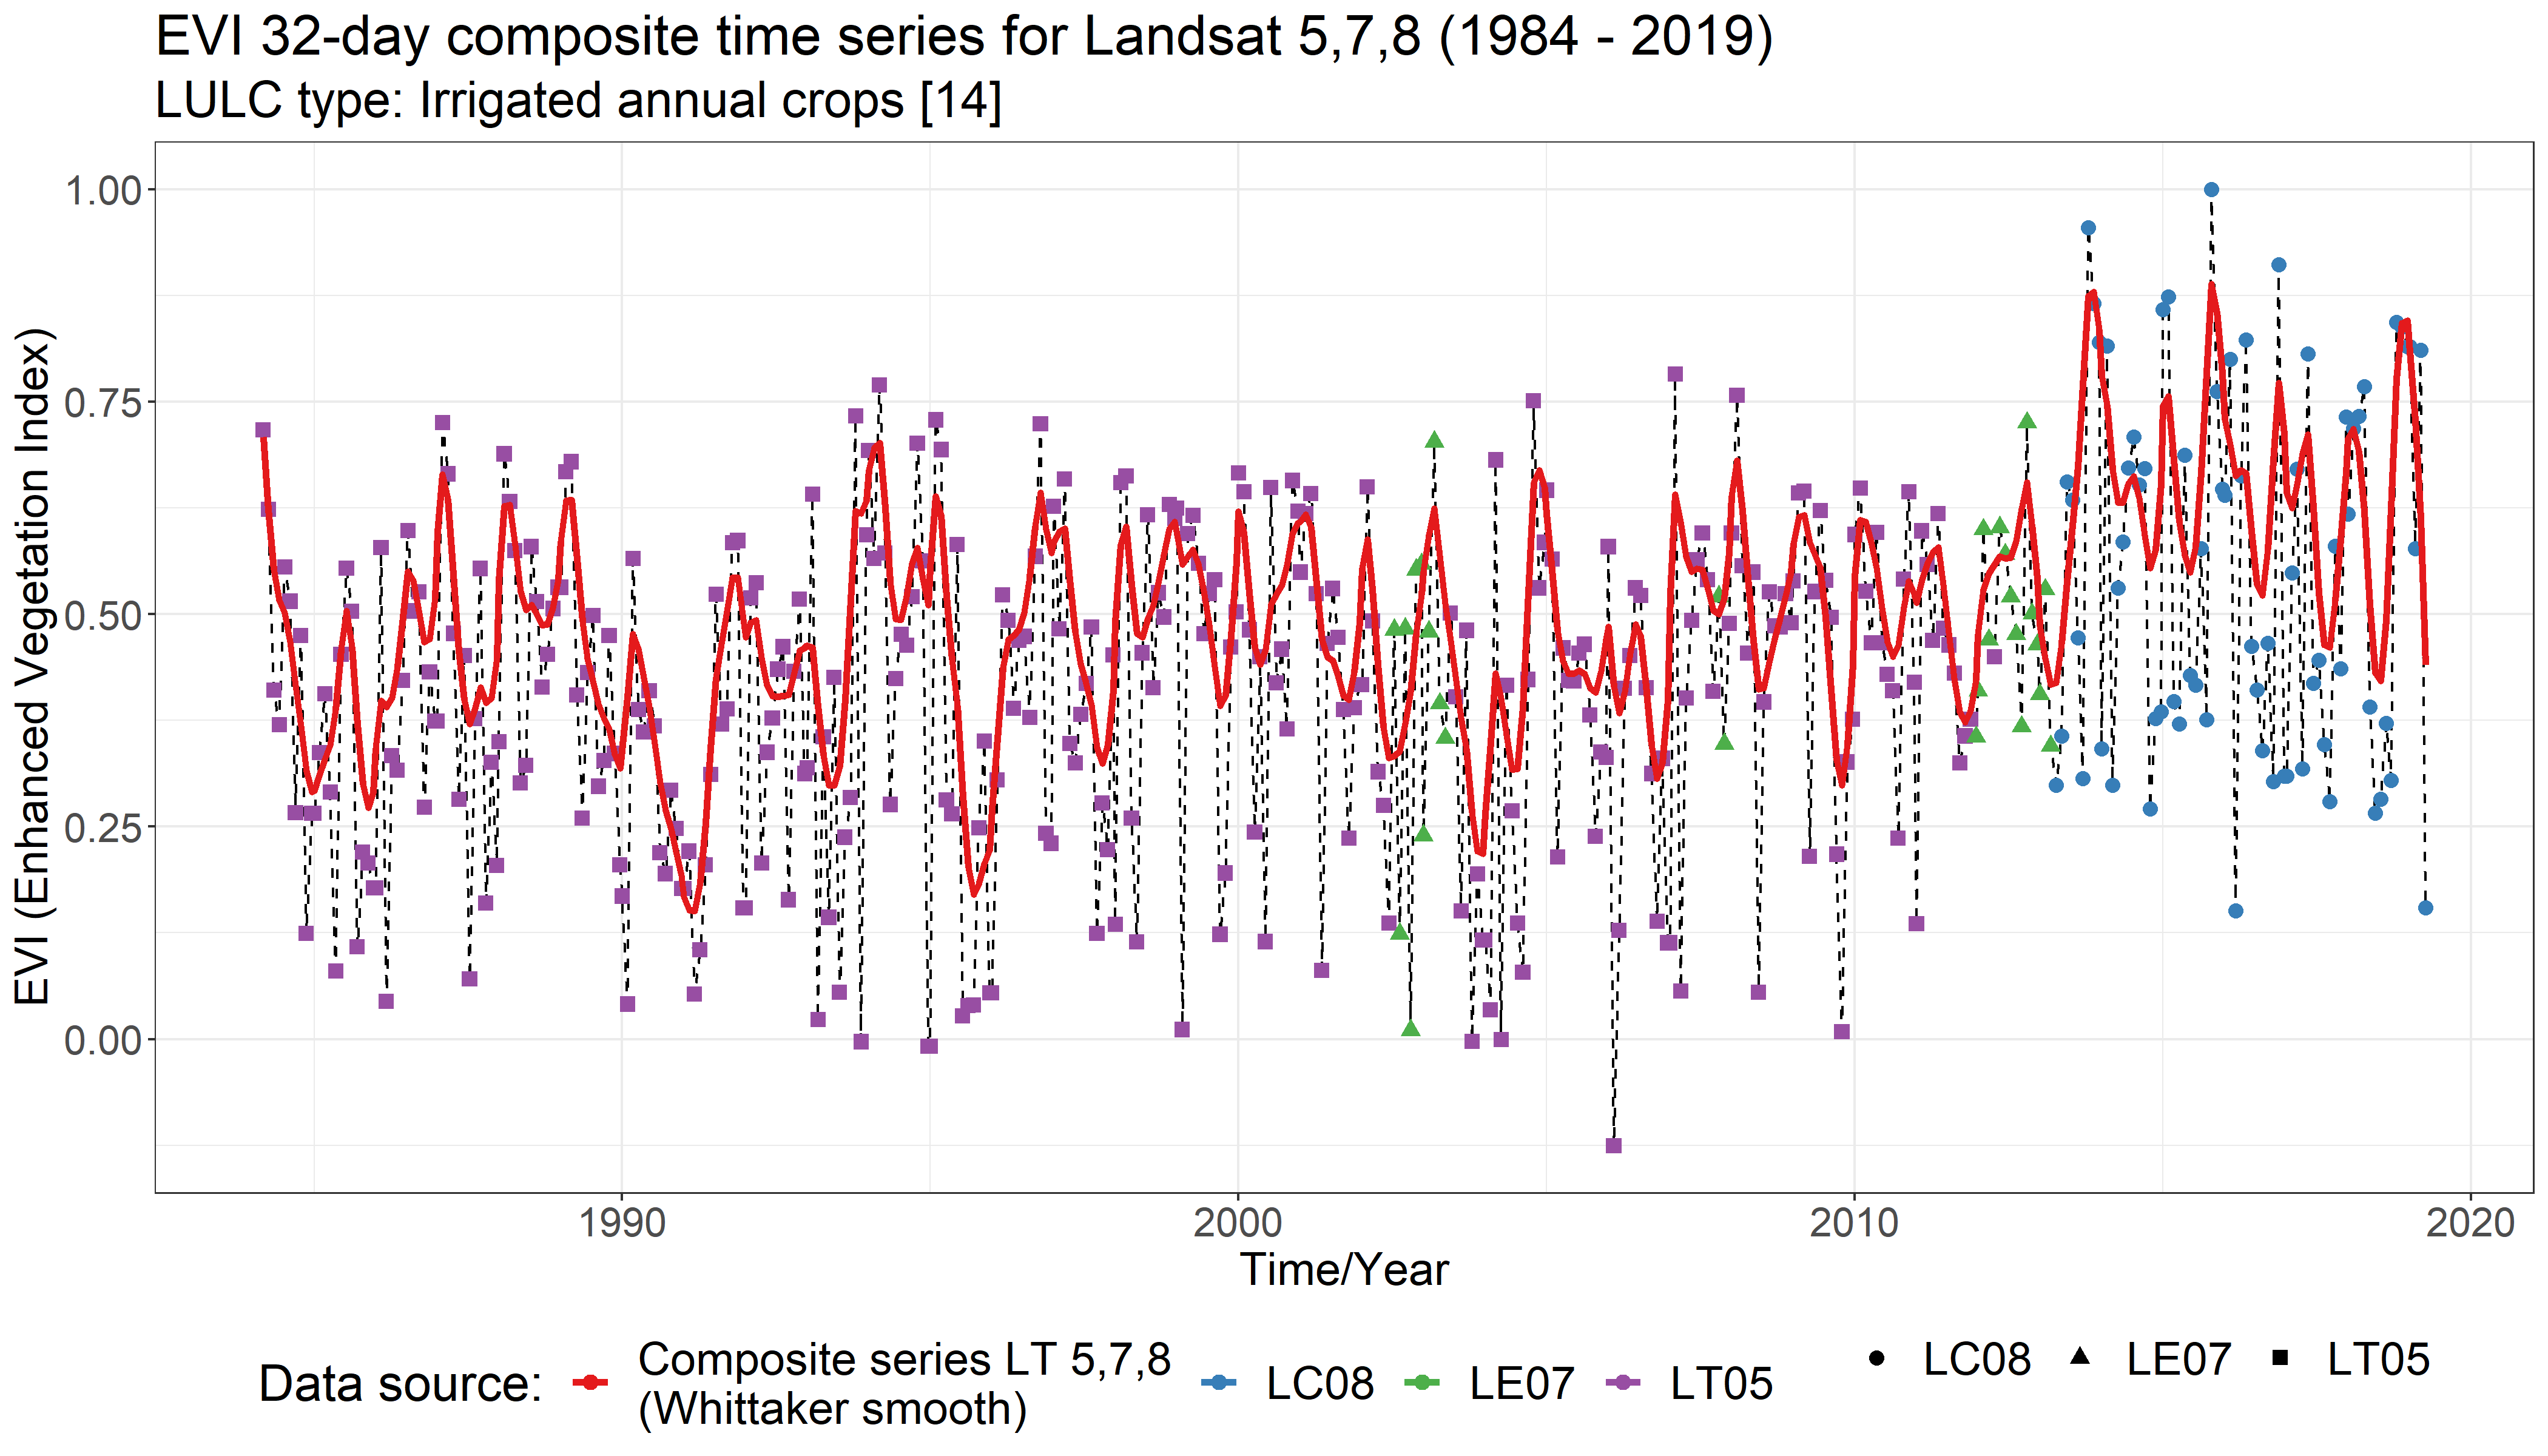 EVI 32-day composite time series for Landsat 5,7,8 (1984 - 2019)
LULC type: Irrigated annual crops [14]
EVI (Enhanced Vegetation Index)
1.00
0.75
0.50
0.25
0.00
1990 2000 2010 2020
Time/Year
Data source: Composite series LT 5,7,8 (Whittaker smooth) LC08 LE07 LT05
LC08 LE07 LT05